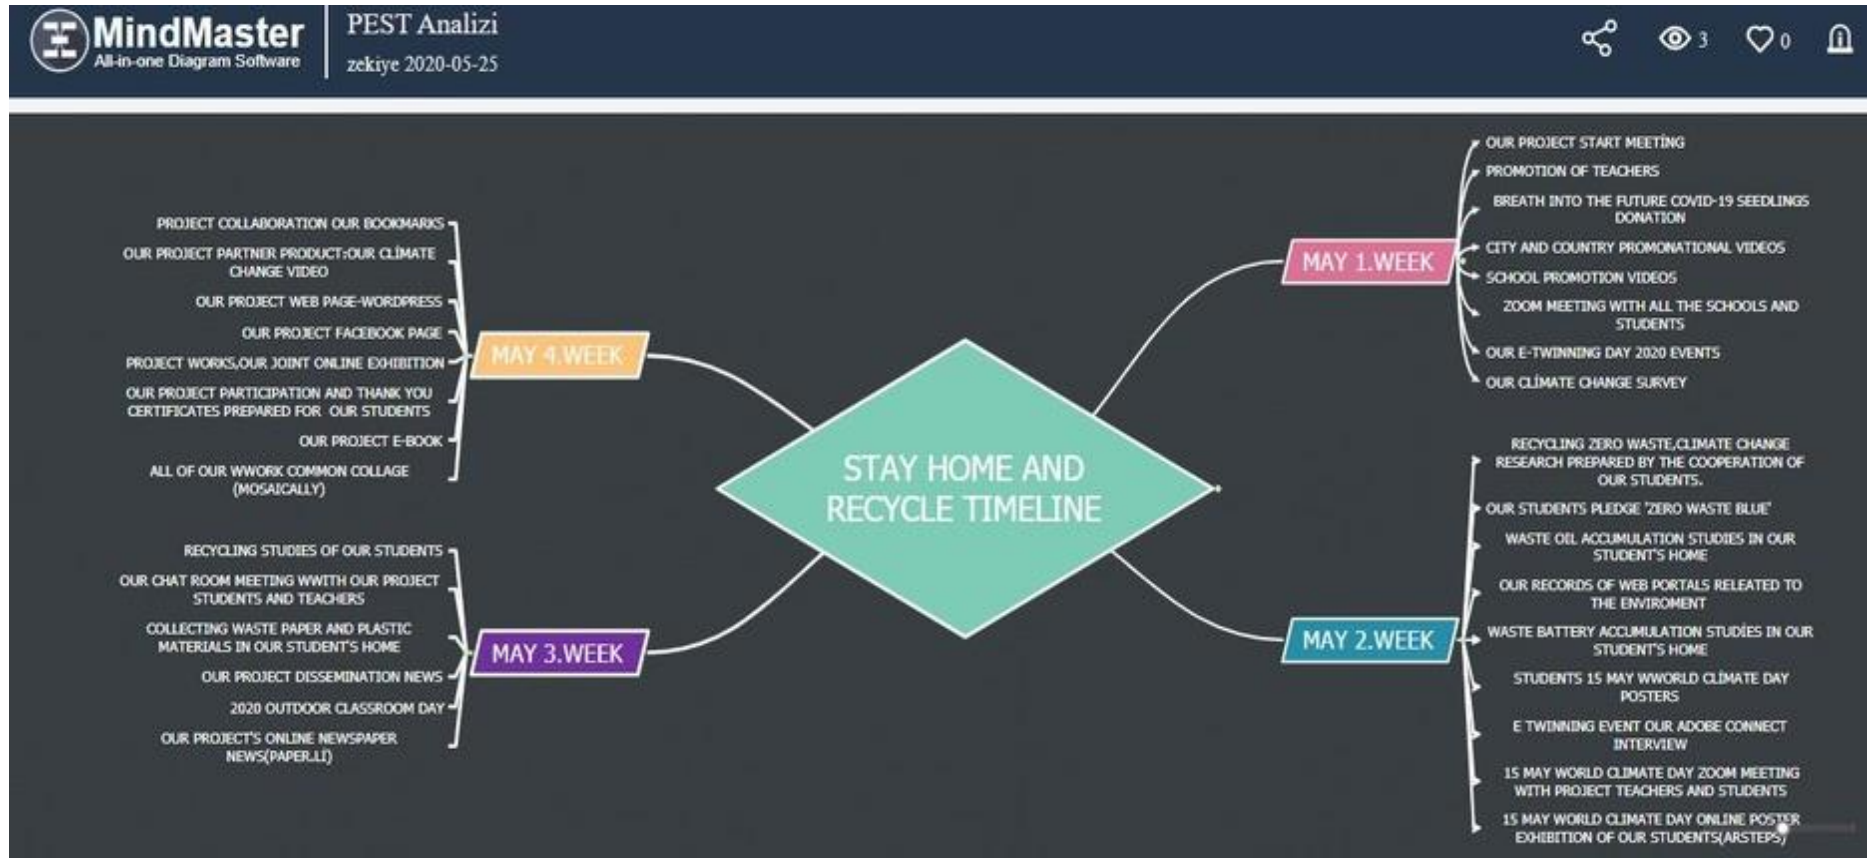 MindMaster
All-in-one Diagram Software
PEST Analizi
zekiye 2020-05-25
3
0
STAY HOME AND
RECYCLE TIMELINE
MAY 1.WEEK
OUR PROJECT START MEETİNG
PROMOTION OF TEACHERS
BREATH INTO THE FUTURE COVID-19 SEEDLINGS
DONATION
CITY AND COUNTRY PROMONATIONAL VIDEOS
SCHOOL PROMOTION VIDEOS
ZOOM MEETING WITH ALL THE SCHOOLS AND
STUDENTS
OUR E-TWINNING DAY 2020 EVENTS
OUR CLİMATE CHANGE SURVEY
MAY 2.WEEK
RECYCLING ZERO WASTE,CLIMATE CHANGE
RESEARCH PREPARED BY THE COOPERATION OF
OUR STUDENTS.
OUR STUDENTS PLEDGE 'ZERO WASTE BLUE'
WASTE OIL ACCUMULATION STUDIES IN OUR
STUDENT'S HOME
OUR RECORDS OF WEB PORTALS RELEATED TO
THE ENVIROMENT
WASTE BATTERY ACCUMULATION STUDİES IN OUR
STUDENT'S HOME
STUDENTS 15 MAY WWORLD CLİMATE DAY
POSTERS
E TWINNING EVENT OUR ADOBE CONNECT
INTERVIEW
15 MAY WORLD CLIMATE DAY ZOOM MEETING
WITH PROJECT TEACHERS AND STUDENTS
15 MAY WORLD CLIMATE DAY ONLINE POSTER
EXHIBITION OF OUR STUDENTS(ARSTEPS)
MAY 3.WEEK
RECYCLING STUDIES OF OUR STUDENTS
OUR CHAT ROOM MEETING WWITH OUR PROJECT
STUDENTS AND TEACHERS
COLLECTING WASTE PAPER AND PLASTIC
MATERIALS IN OUR STUDENT'S HOME
OUR PROJECT DISSEMINATION NEWS
2020 OUTDOOR CLASSROOM DAY
OUR PROJECT'S ONLINE NEWSPAPER
NEWS(PAPER.Lİ)
MAY 4.WEEK
PROJECT COLLABORATION OUR BOOKMARKS
OUR PROJECT PARTNER PRODUCT:OUR CLİMATE
CHANGE VIDEO
OUR PROJECT WEB PAGE-WORDPRESS
OUR PROJECT FACEBOOK PAGE
PROJECT WORKS,OUR JOINT ONLINE EXHIBITION
OUR PROJECT PARTICIPATION AND THANK YOU
CERTIFICATES PREPARED FOR OUR STUDENTS
OUR PROJECT E-BOOK
ALL OF OUR WWORK COMMON COLLAGE
(MOSAICALLY)